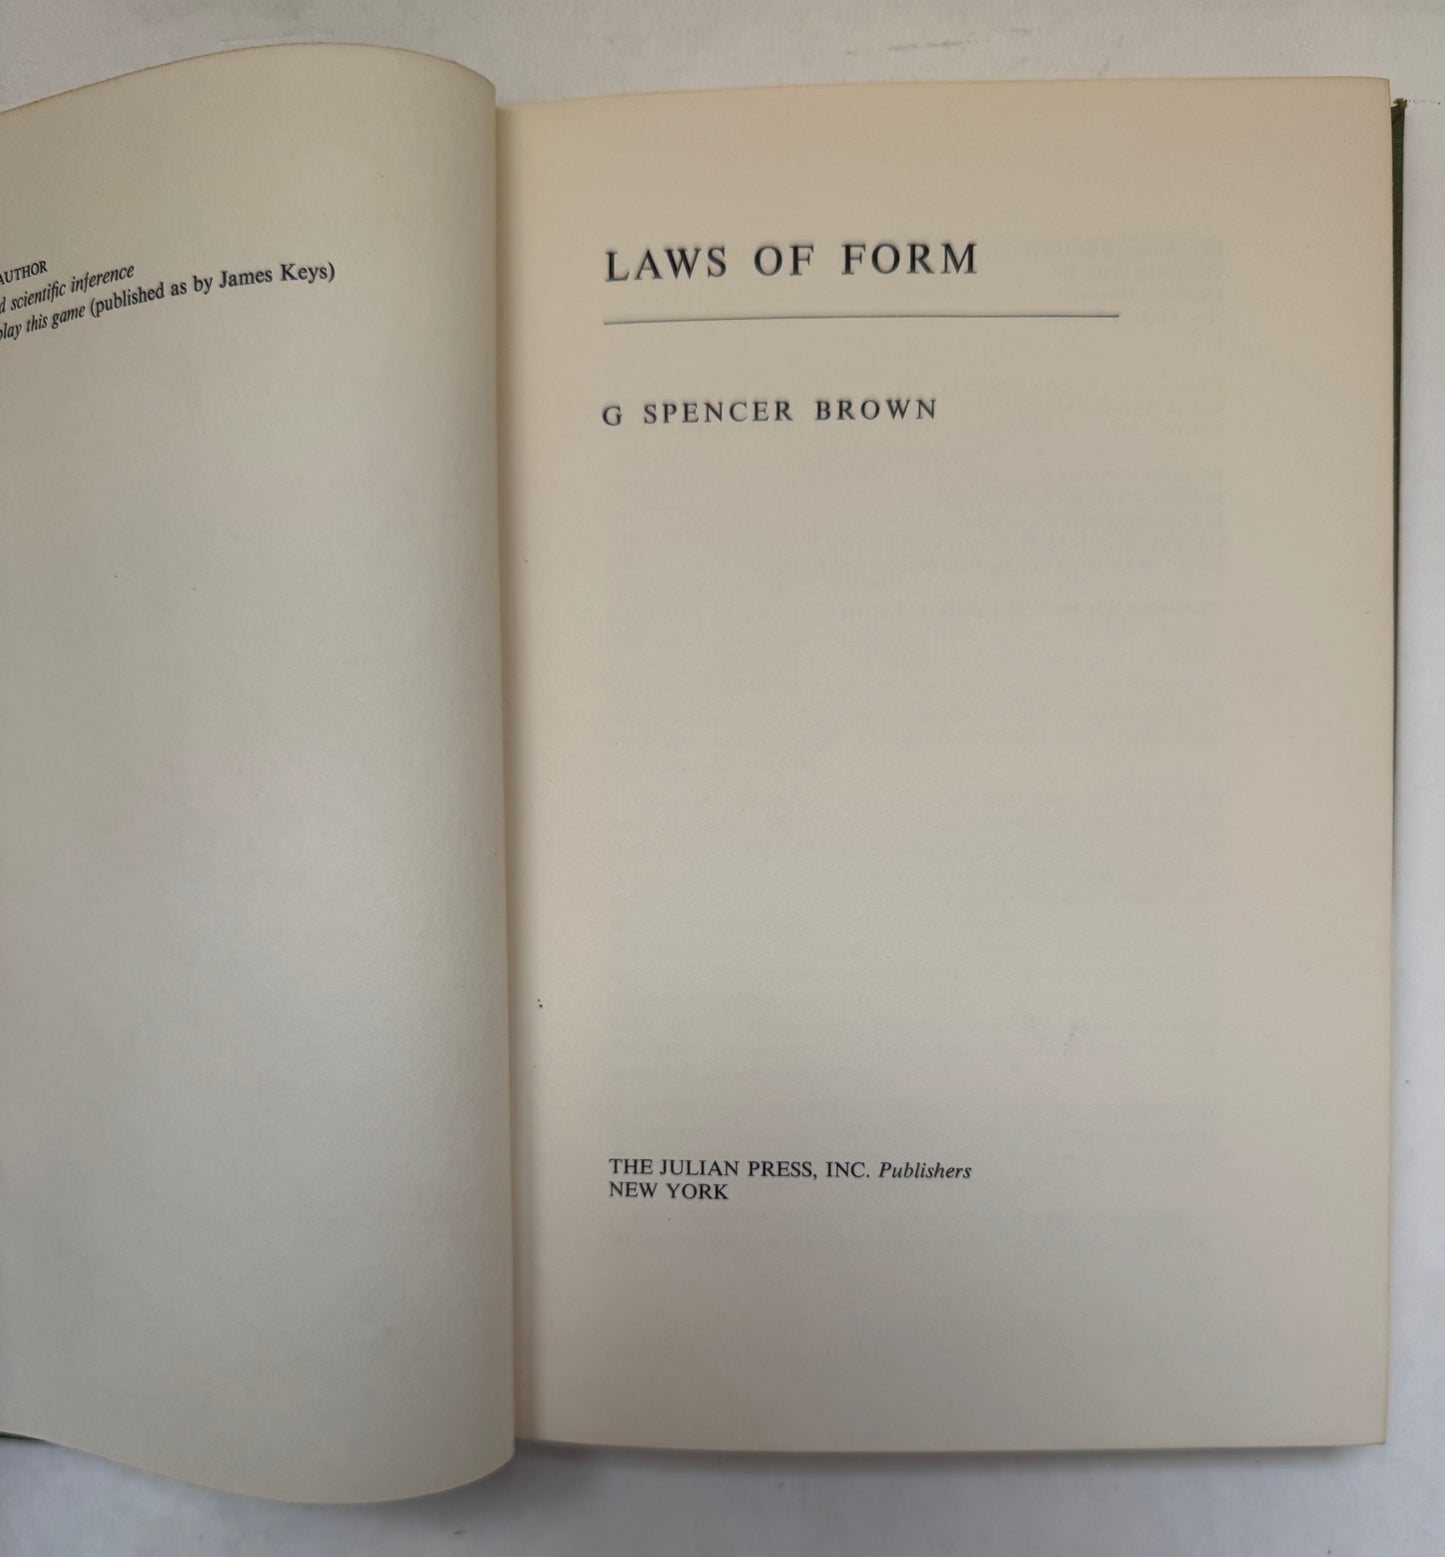 AUTHOR
scientific inference
play this game (published as by James Keys)
LAWS OF FORM
G SPENCER BROWN
THE JULIAN PRESS, INC. Publishers
NEW YORK